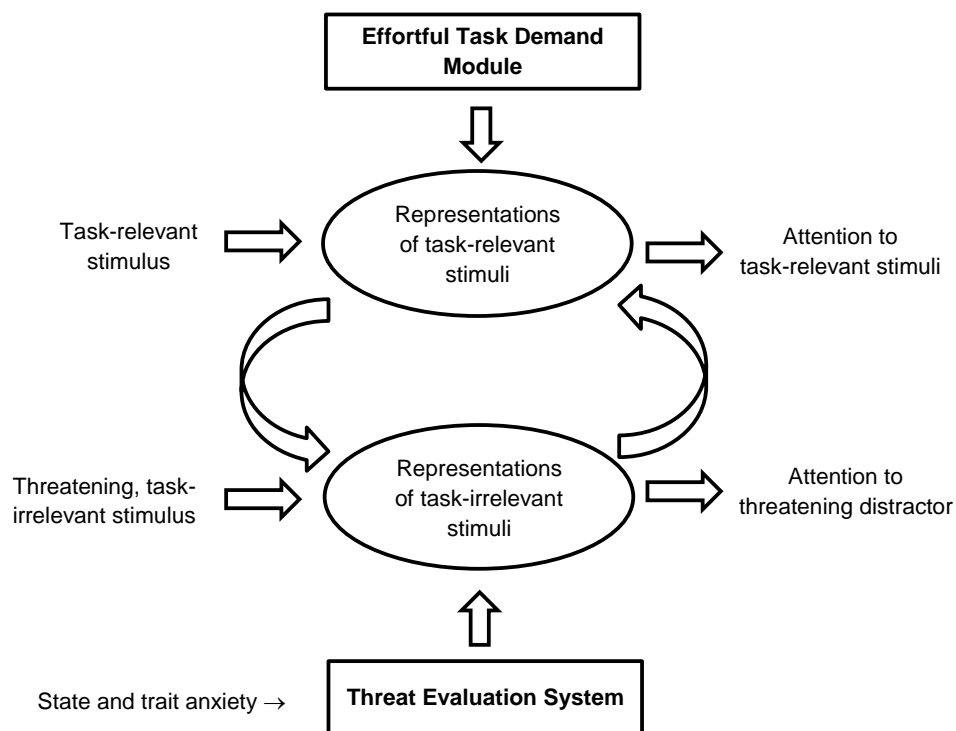 Effortful Task Demand
Module
Task-relevant
stimulus
Representations
of task-relevant
stimuli
Attention to
task-relevant stimuli
Threatening, task-
irrelevant stimulus
Representations
of task-irrelevant
stimuli
Attention to
threatening distractor
State and trait anxiety →
Threat Evaluation System